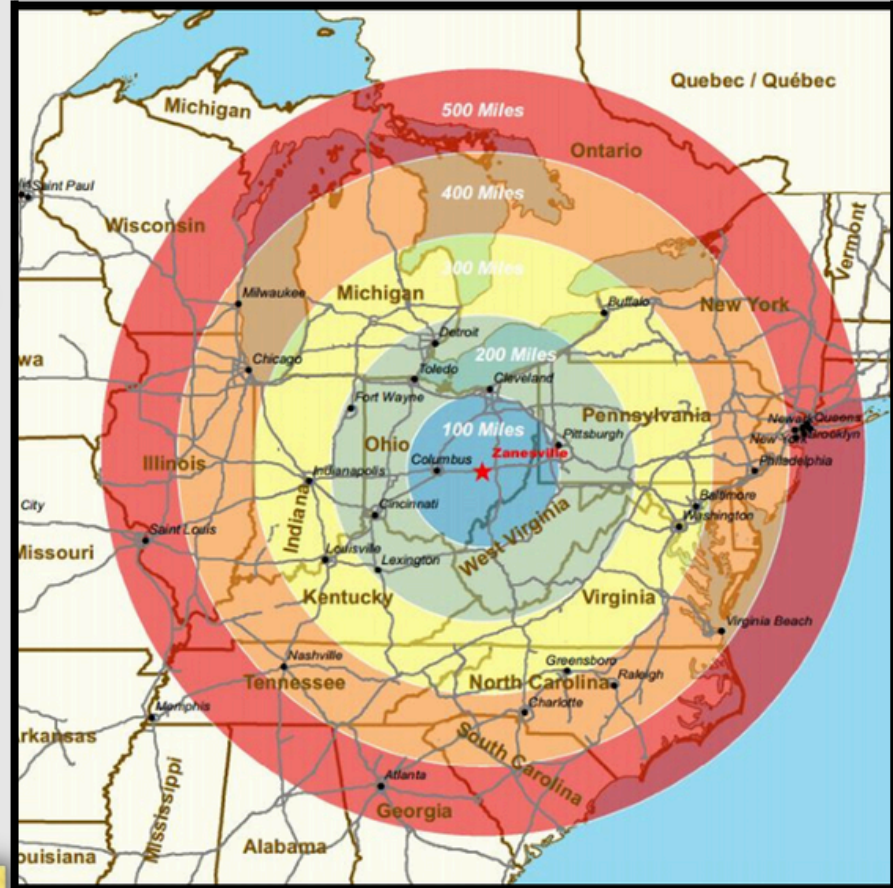 500 Miles
Quebec / Québec
Michigan
Ontario
400 Miles
Saint Paul
Wisconsin
Vermont
300 Miles
Michigan
Milwaukee
Buffalo
New York
Detroit
200 Miles
wa
Chicago
Toledo
Cleveland
Fort Wayne
Pennsylvania
100 Miles
Ohio
Pittsburgh
Newark
Queens
New York
Brooklyn
Zanesville
Illinois
Columbus
Indianapolis
Philadelphia
City
Indiana
Cincinnati
Baltimore
Saint Louis
Washington
West Virginia
Missouri
Louisville
Lexington
Kentucky
Virginia
Virginia Beach
Nashville
Greensboro
Tennessee
North Carolina
Raleigh
Memphis
Charlotte
rkansas
South Carolina
Atlanta
Georgia
Mississippi
Alabama
ouisiana